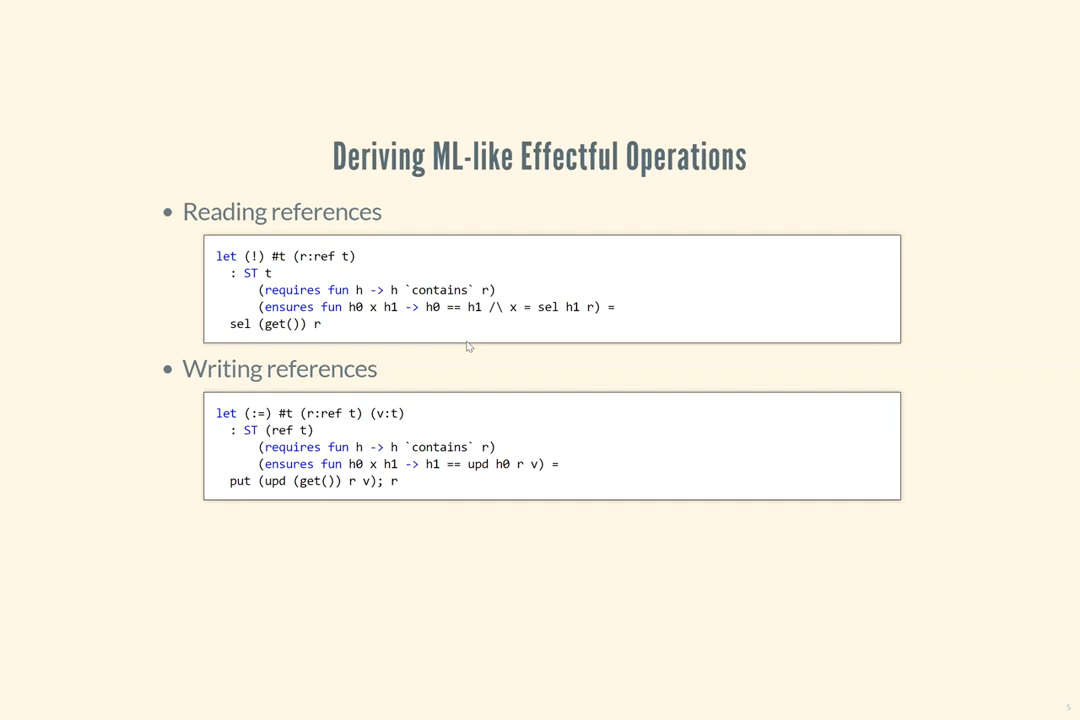 Deriving ML-like Effectful Operations
• Reading references
let (!) #t (r:ref t)
  : ST t
      (requires fun h -> h `contains` r)
      (ensures fun h0 x h1 -> h0 == h1 /\ x = sel h1 r) =
  sel (get()) r
• Writing references
let (:=) #t (r:ref t) (v:t)
  : ST (ref t)
      (requires fun h -> h `contains` r)
      (ensures fun h0 x h1 -> h1 == upd h0 r v) =
  put (upd (get()) r v); r
5